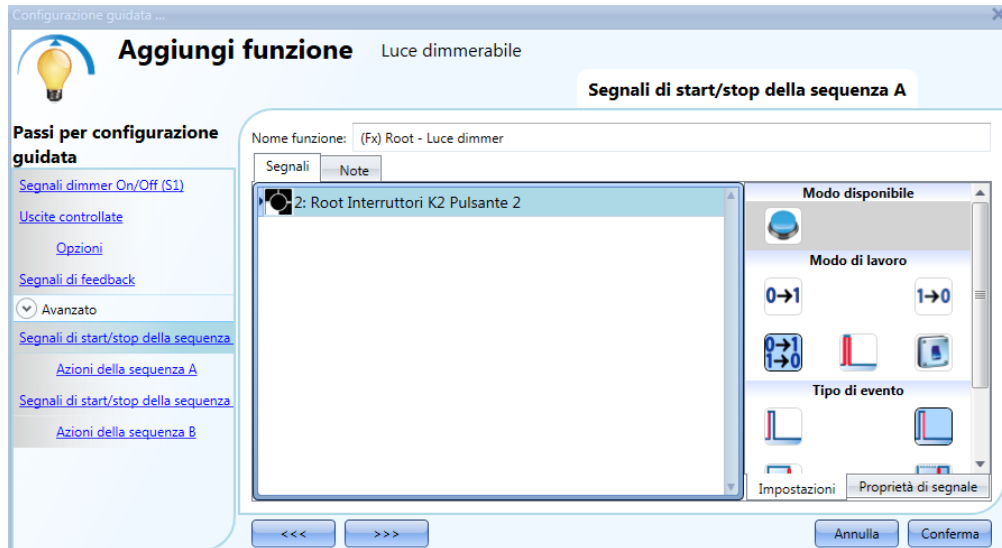 Configurazione guidata ...
Aggiungi funzione Luce dimmerabile
Segnali di start/stop della sequenza A
Passi per configurazione guidata
Segnali dimmer On/Off (S1)
Uscite controllate
Opzioni
Segnali di feedback
Avanzato
Segnali di start/stop della sequenza
Azioni della sequenza A
Segnali di start/stop della sequenza
Azioni della sequenza B
Nome funzione: (Fx) Root - Luce dimmer
Segnali Note
2: Root Interruttori K2 Pulsante 2
Modo disponibile
Modo di lavoro
0→1 1→0
0→1
1→0
Tipo di evento
Impostazioni Proprietà di segnale
<<< >>> Annulla Conferma